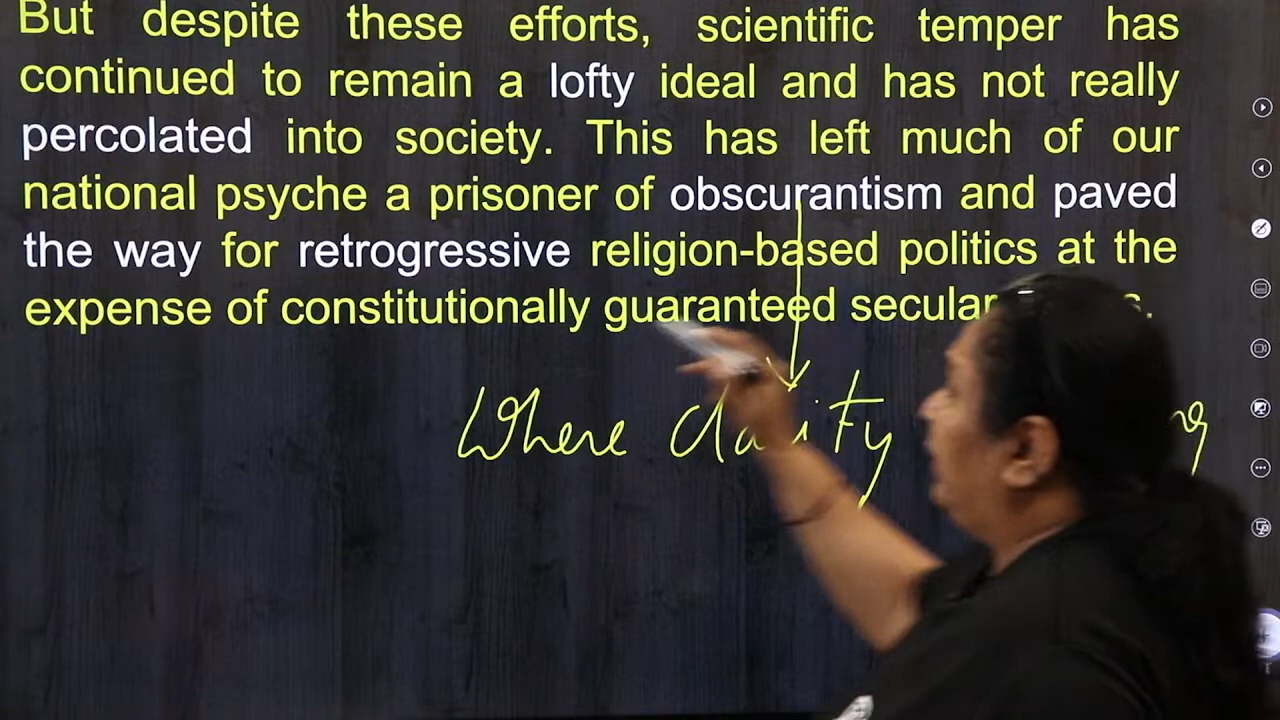 But despite these efforts, scientific temper has
continued to remain a lofty ideal and has not really
percolated into society. This has left much of our
national psyche a prisoner of obscurantism and paved
the way for retrogressive religion-based politics at the
expense of constitutionally guaranteed secular
Where clarity